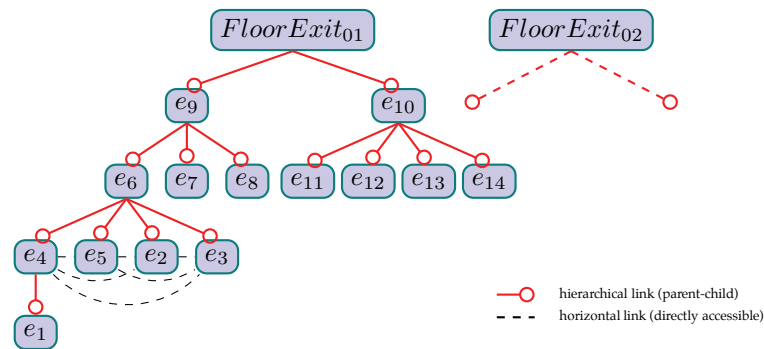 FloorExit₀₁ FloorExit₀₂
e₉ e₁₀
e₆ e₇ e₈ e₁₁ e₁₂ e₁₃ e₁₄
e₄ e₅ e₂ e₃
hierarchical link (parent-child)
horizontal link (directly accessible)
e₁